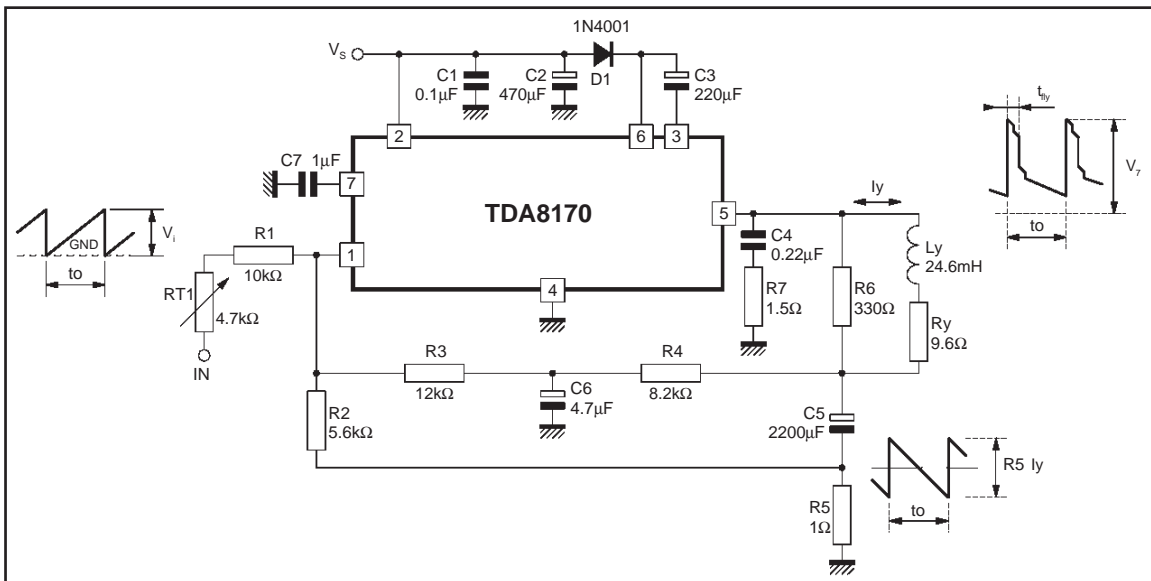 1N4001
VS
C1
0.1µF
C2
470µF
D1
C3
220µF
2
6
3
tfly
V7
to
C7
1µF
7
TDA8170
5
Iy
Vi
GND
to
R1
10kΩ
1
RT1
4.7kΩ
IN
4
C4
0.22µF
R7
1.5Ω
R6
330Ω
Ly
24.6mH
Ry
9.6Ω
R3
12kΩ
R4
8.2kΩ
C6
4.7µF
R2
5.6kΩ
C5
2200µF
R5 Iy
to
R5
1Ω